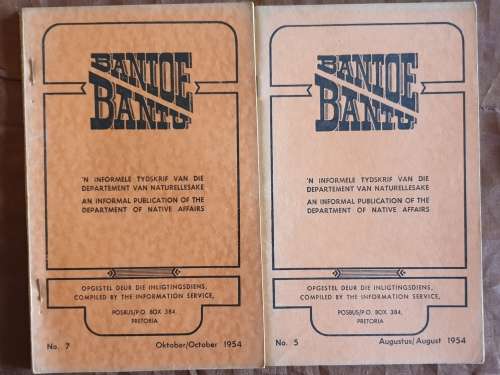 BANTOE
BANTU
'N INFORMELE TYDSKRIF VAN DIE
DEPARTEMENT VAN NATURELLESAKE
AN INFORMAL PUBLICATION OF THE
DEPARTMENT OF NATIVE AFFAIRS
OPGESTEL DEUR DIE INLIGTINGSDIENS,
COMPILED BY THE INFORMATION SERVICE,
POSBUS/P.O. BOX 384,
PRETORIA
No. 7 Oktober/October 1954
BANTOE
BANTU
'N INFORMELE TYDSKRIF VAN DIE
DEPARTEMENT VAN NATURELLESAKE
AN INFORMAL PUBLICATION OF THE
DEPARTMENT OF NATIVE AFFAIRS
OPGESTEL DEUR DIE INLIGTINGSDIENS,
COMPILED BY THE INFORMATION SERVICE,
POSBUS/P.O. BOX 384,
PRETORIA
No. 5 Augustus/August 1954